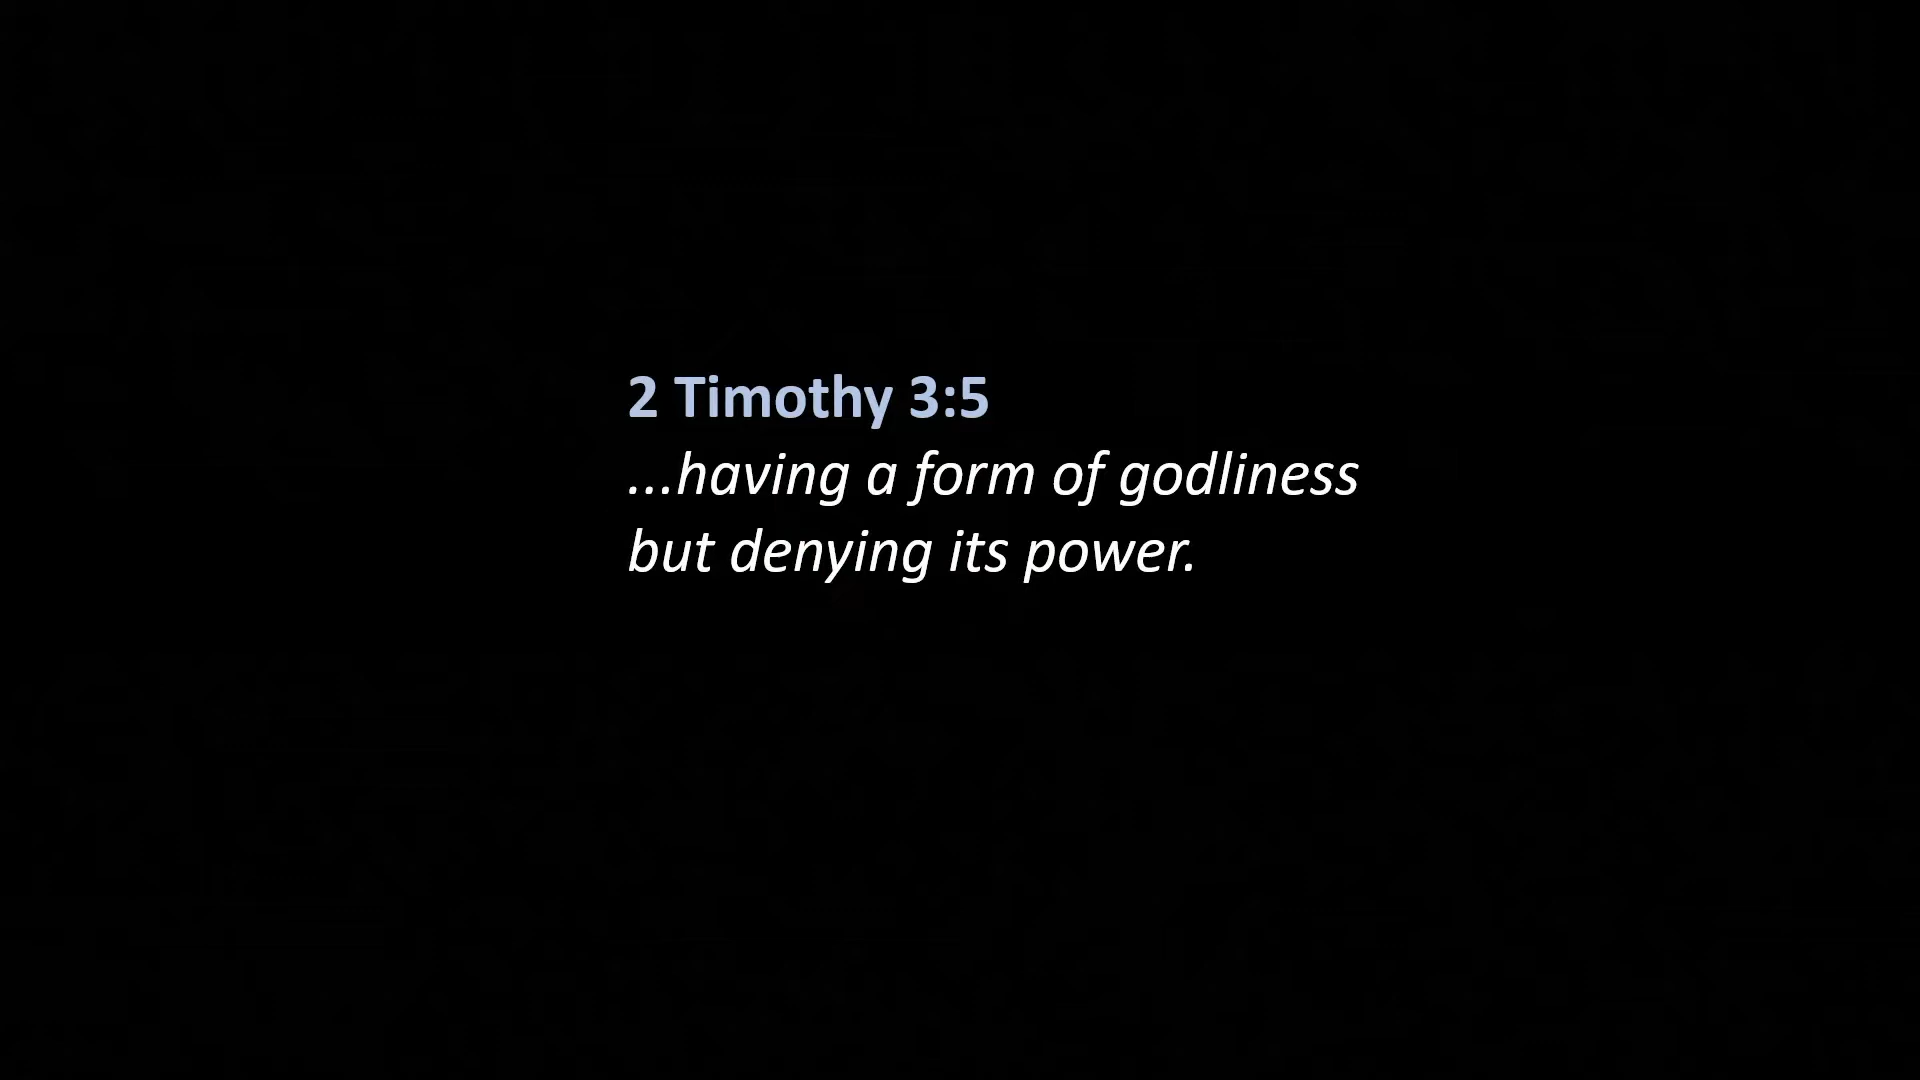 2 Timothy 3:5
...having a form of godliness
but denying its power.